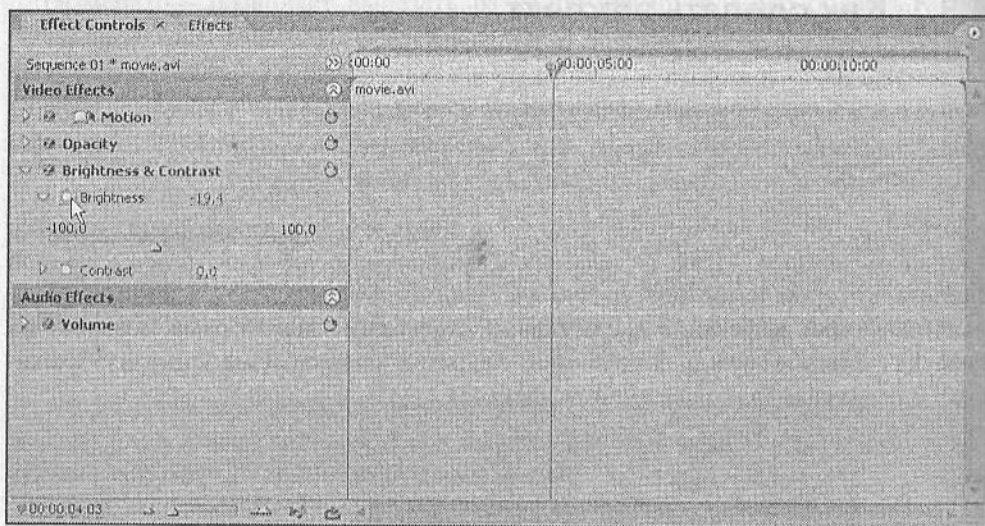 Effect Controls × Effects
Sequence 01 * movie.avi :00:00 00:00:05:00 00:00:10:00
Video Effects movie.avi
Motion
Opacity
Brightness & Contrast
Brightness -19,4
-100,0 100,0
Contrast 0,0
Audio Effects
Volume
00:00:04:03